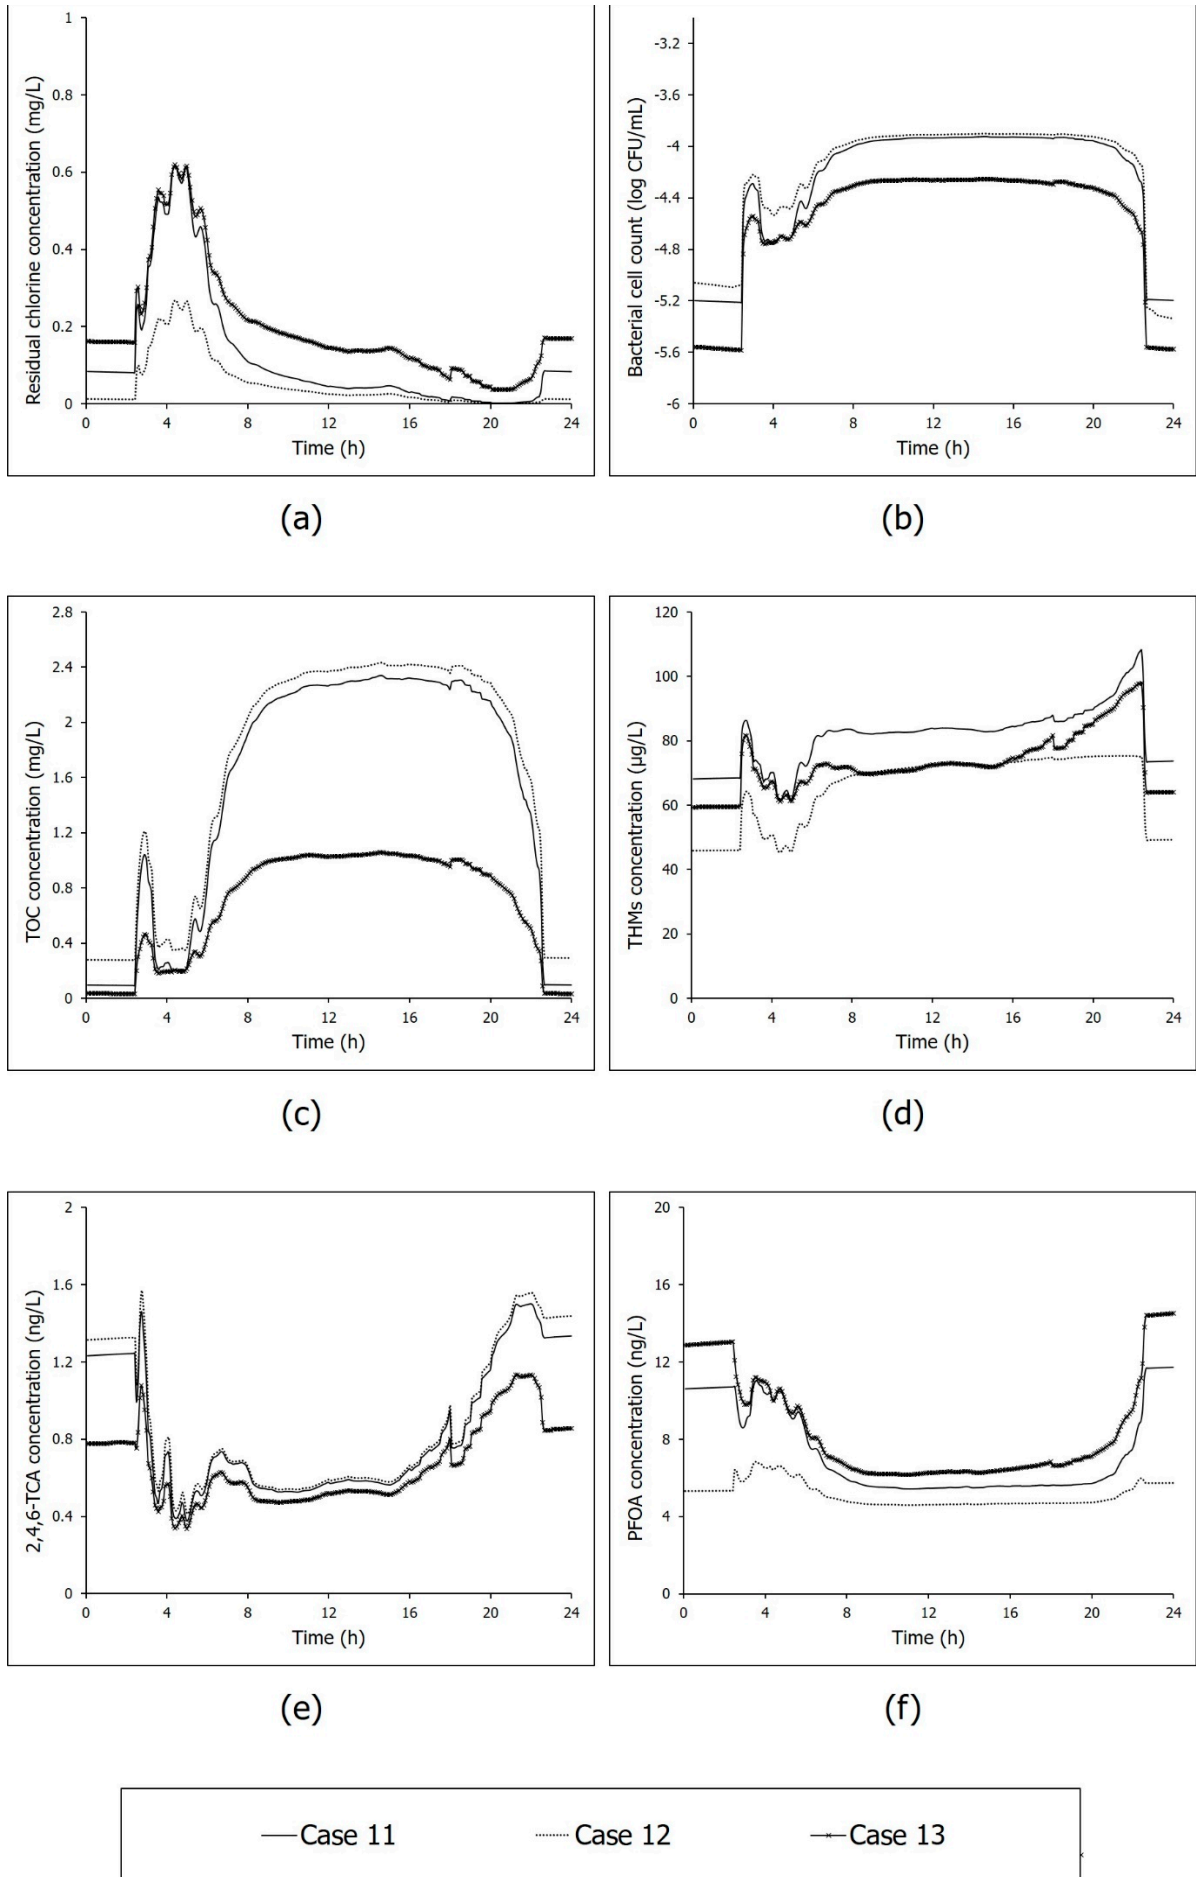 Residual chlorine concentration (mg/L)
1
0.8
0.6
0.4
0.2
0
0 4 8 12 16 20 24
Time (h)
(a)
Bacterial cell count (log CFU/mL)
-3.2
-3.6
-4
-4.4
-4.8
-5.2
-5.6
-6
0 4 8 12 16 20 24
Time (h)
(b)
TOC concentration (mg/L)
2.8
2.4
2
1.6
1.2
0.8
0.4
0
0 4 8 12 16 20 24
Time (h)
(c)
THMs concentration (µg/L)
120
100
80
60
40
20
0
0 4 8 12 16 20 24
Time (h)
(d)
2,4,6-TCA concentration (ng/L)
2
1.6
1.2
0.8
0.4
0
0 4 8 12 16 20 24
Time (h)
(e)
PFOA concentration (ng/L)
20
16
12
8
4
0
0 4 8 12 16 20 24
Time (h)
(f)
Case 11 Case 12 Case 13